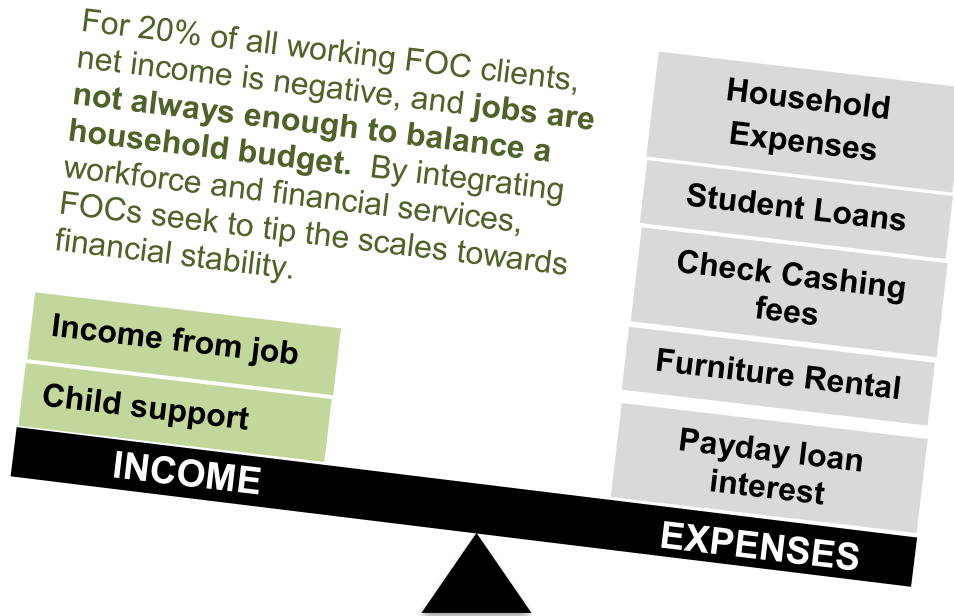 For 20% of all working FOC clients,
net income is negative, and jobs are
not always enough to balance a
household budget.  By integrating
workforce and financial services,
FOCs seek to tip the scales towards
financial stability.
Income from job
Child support
INCOME
Household
Expenses
Student Loans
Check Cashing
fees
Furniture Rental
Payday loan
interest
EXPENSES